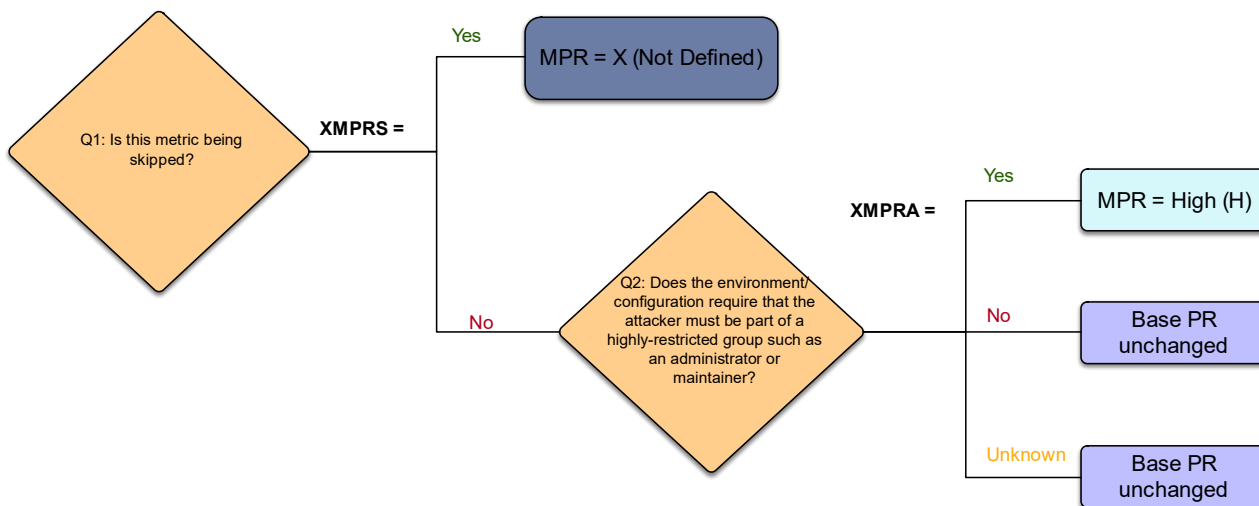 Q1: Is this metric being
skipped?
XMPRS =
Yes
MPR = X (Not Defined)
No
Q2: Does the environment/
configuration require that the
attacker must be part of a
highly-restricted group such as
an administrator or
maintainer?
XMPRA =
Yes
MPR = High (H)
No
Base PR
unchanged
Unknown
Base PR
unchanged